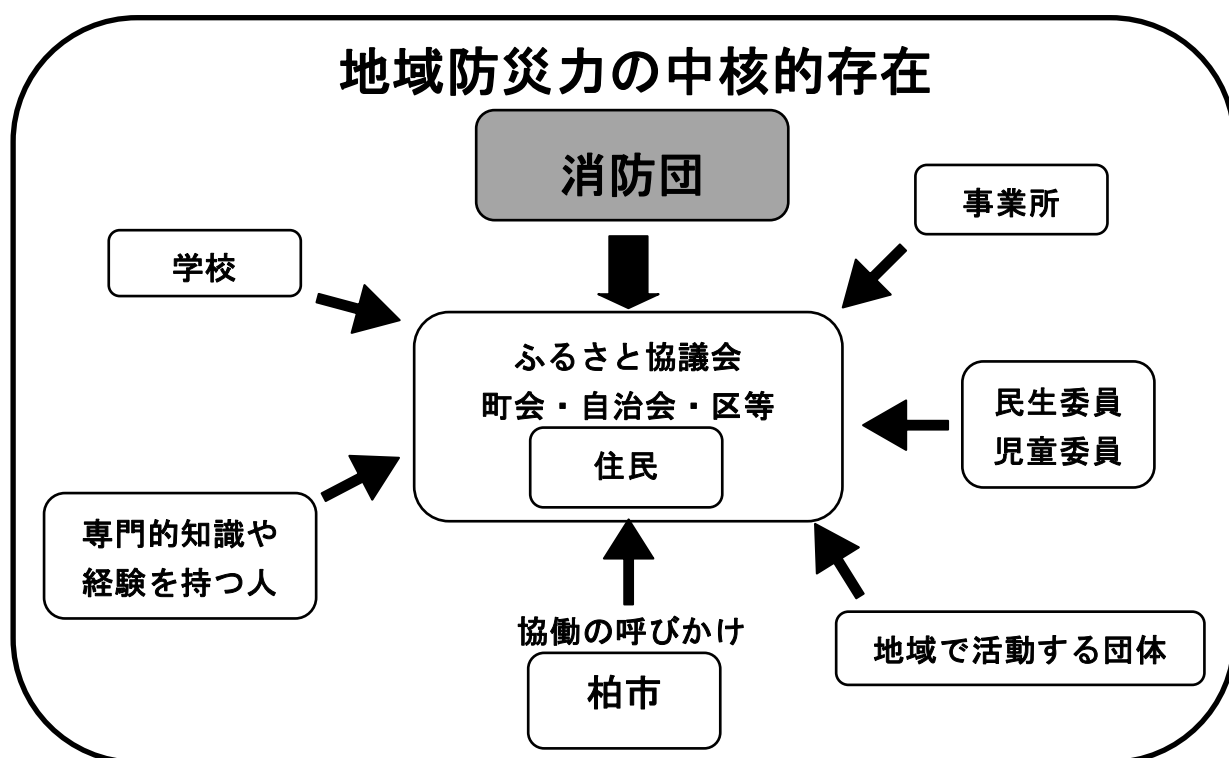 地域防災力の中核的存在
消防団
事業所
学校
ふるさと協議会
町会・自治会・区等
住民
民生委員
児童委員
専門的知識や
経験を持つ人
協働の呼びかけ
柏市
地域で活動する団体